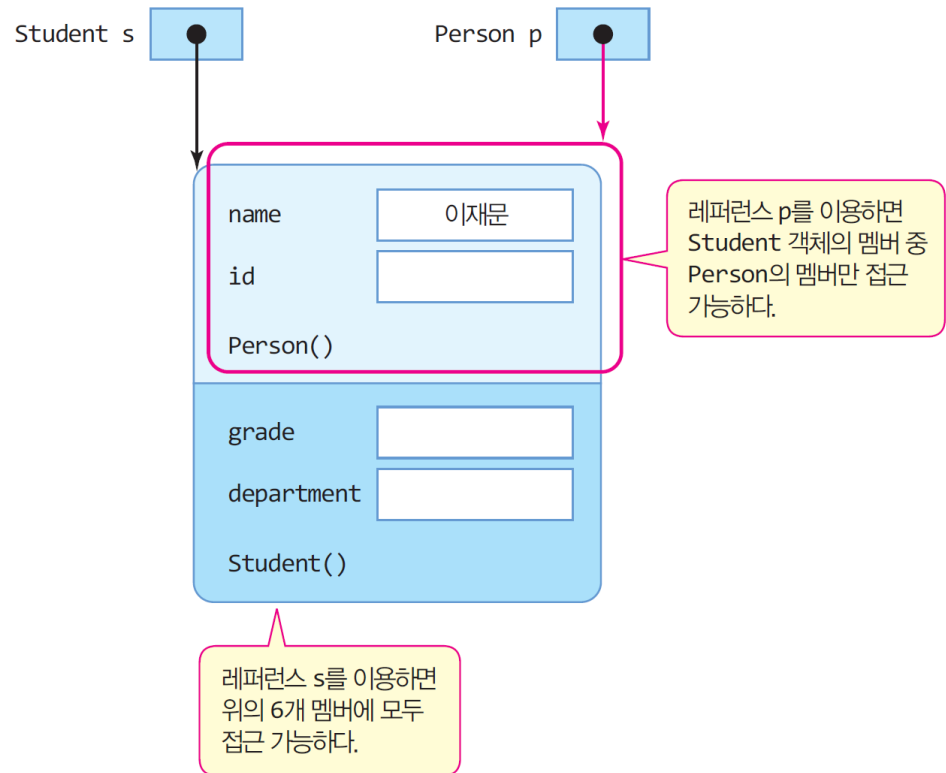 Student s
Person p
name
이재문
id
Person()
레퍼런스 p를 이용하면
Student 객체의 멤버 중
Person의 멤버만 접근
가능하다.
grade
department
Student()
레퍼런스 s를 이용하면
위의 6개 멤버에 모두
접근 가능하다.